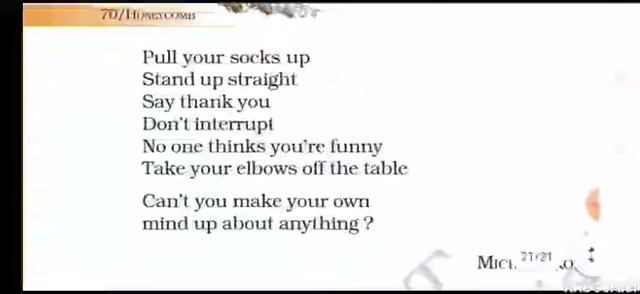 70/HONEYCOMB
Pull your socks up
Stand up straight
Say thank you
Don't interrupt
No one thinks you're funny
Take your elbows off the table
Can't you make your own
mind up about anything ?
21/21